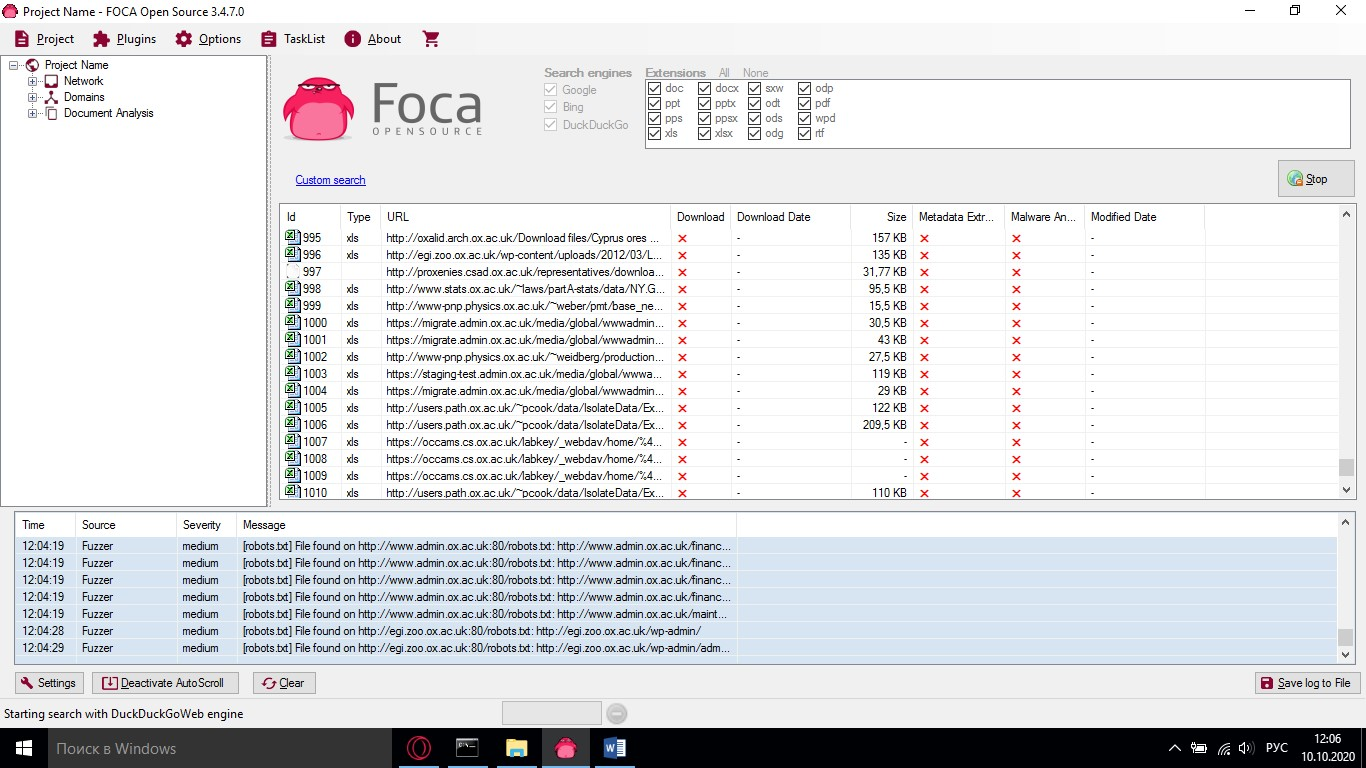 Project Name - FOCA Open Source 3.4.7.0
Project Plugins Options TaskList About
Project Name
Network
Domains
Document Analysis
Foca
OPENSOURCE
Search engines
Google
Bing
DuckDuckGo
Extensions All None
doc docx sxw odp
ppt pptx odt pdf
pps ppsx ods wpd
xls xlsx odg rtf
Custom search
Stop
Id Type URL Download Download Date Size Metadata Extr... Malware An... Modified Date
995 xls http://oxalid.arch.ox.ac.uk/Download files/Cyprus ores ... - 157 KB -
996 xls http://egi.zoo.ox.ac.uk/wp-content/uploads/2012/03/L... - 135 KB -
997 http://proxenies.csad.ox.ac.uk/representatives/downloa... - 31,77 KB -
998 xls http://www.stats.ox.ac.uk/~laws/partA-stats/data/NY.G... - 95,5 KB -
999 xls http://www-pnp.physics.ox.ac.uk/~weber/pmt/base_ne... - 15,5 KB -
1000 xls https://migrate.admin.ox.ac.uk/media/global/wwwadmin... - 30,5 KB -
1001 xls https://migrate.admin.ox.ac.uk/media/global/wwwadmin... - 43 KB -
1002 xls http://www-pnp.physics.ox.ac.uk/~weidberg/production... - 27,5 KB -
1003 xls https://staging-test.admin.ox.ac.uk/media/global/wwwa... - 119 KB -
1004 xls https://migrate.admin.ox.ac.uk/media/global/wwwadmin... - 29 KB -
1005 xls http://users.path.ox.ac.uk/~pcook/data/IsolateData/Ex... - 122 KB -
1006 xls http://users.path.ox.ac.uk/~pcook/data/IsolateData/Ex... - 209,5 KB -
1007 xls https://occams.cs.ox.ac.uk/labkey/_webdav/home/%4... - - -
1008 xls https://occams.cs.ox.ac.uk/labkey/_webdav/home/%4... - - -
1009 xls https://occams.cs.ox.ac.uk/labkey/_webdav/home/%4... - - -
1010 xls http://users.path.ox.ac.uk/~pcook/data/IsolateData/Ex... - 110 KB -
Time Source Severity Message
12:04:19 Fuzzer medium [robots.txt] File found on http://www.admin.ox.ac.uk:80/robots.txt: http://www.admin.ox.ac.uk/financ...
12:04:19 Fuzzer medium [robots.txt] File found on http://www.admin.ox.ac.uk:80/robots.txt: http://www.admin.ox.ac.uk/financ...
12:04:19 Fuzzer medium [robots.txt] File found on http://www.admin.ox.ac.uk:80/robots.txt: http://www.admin.ox.ac.uk/financ...
12:04:19 Fuzzer medium [robots.txt] File found on http://www.admin.ox.ac.uk:80/robots.txt: http://www.admin.ox.ac.uk/financ...
12:04:19 Fuzzer medium [robots.txt] File found on http://www.admin.ox.ac.uk:80/robots.txt: http://www.admin.ox.ac.uk/maint...
12:04:28 Fuzzer medium [robots.txt] File found on http://egi.zoo.ox.ac.uk:80/robots.txt: http://egi.zoo.ox.ac.uk/wp-admin/
12:04:29 Fuzzer medium [robots.txt] File found on http://egi.zoo.ox.ac.uk:80/robots.txt: http://egi.zoo.ox.ac.uk/wp-admin/adm...
Settings Deactivate AutoScroll Clear Save log to File
Starting search with DuckDuckGoWeb engine
Поиск в Windows
РУС
12:06
10.10.2020